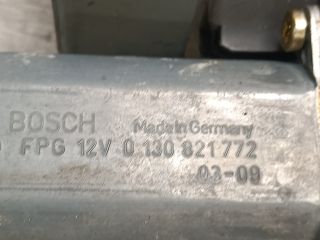 BOSCH Made in Germany
FPG 12V 0 130 821 772
03-09